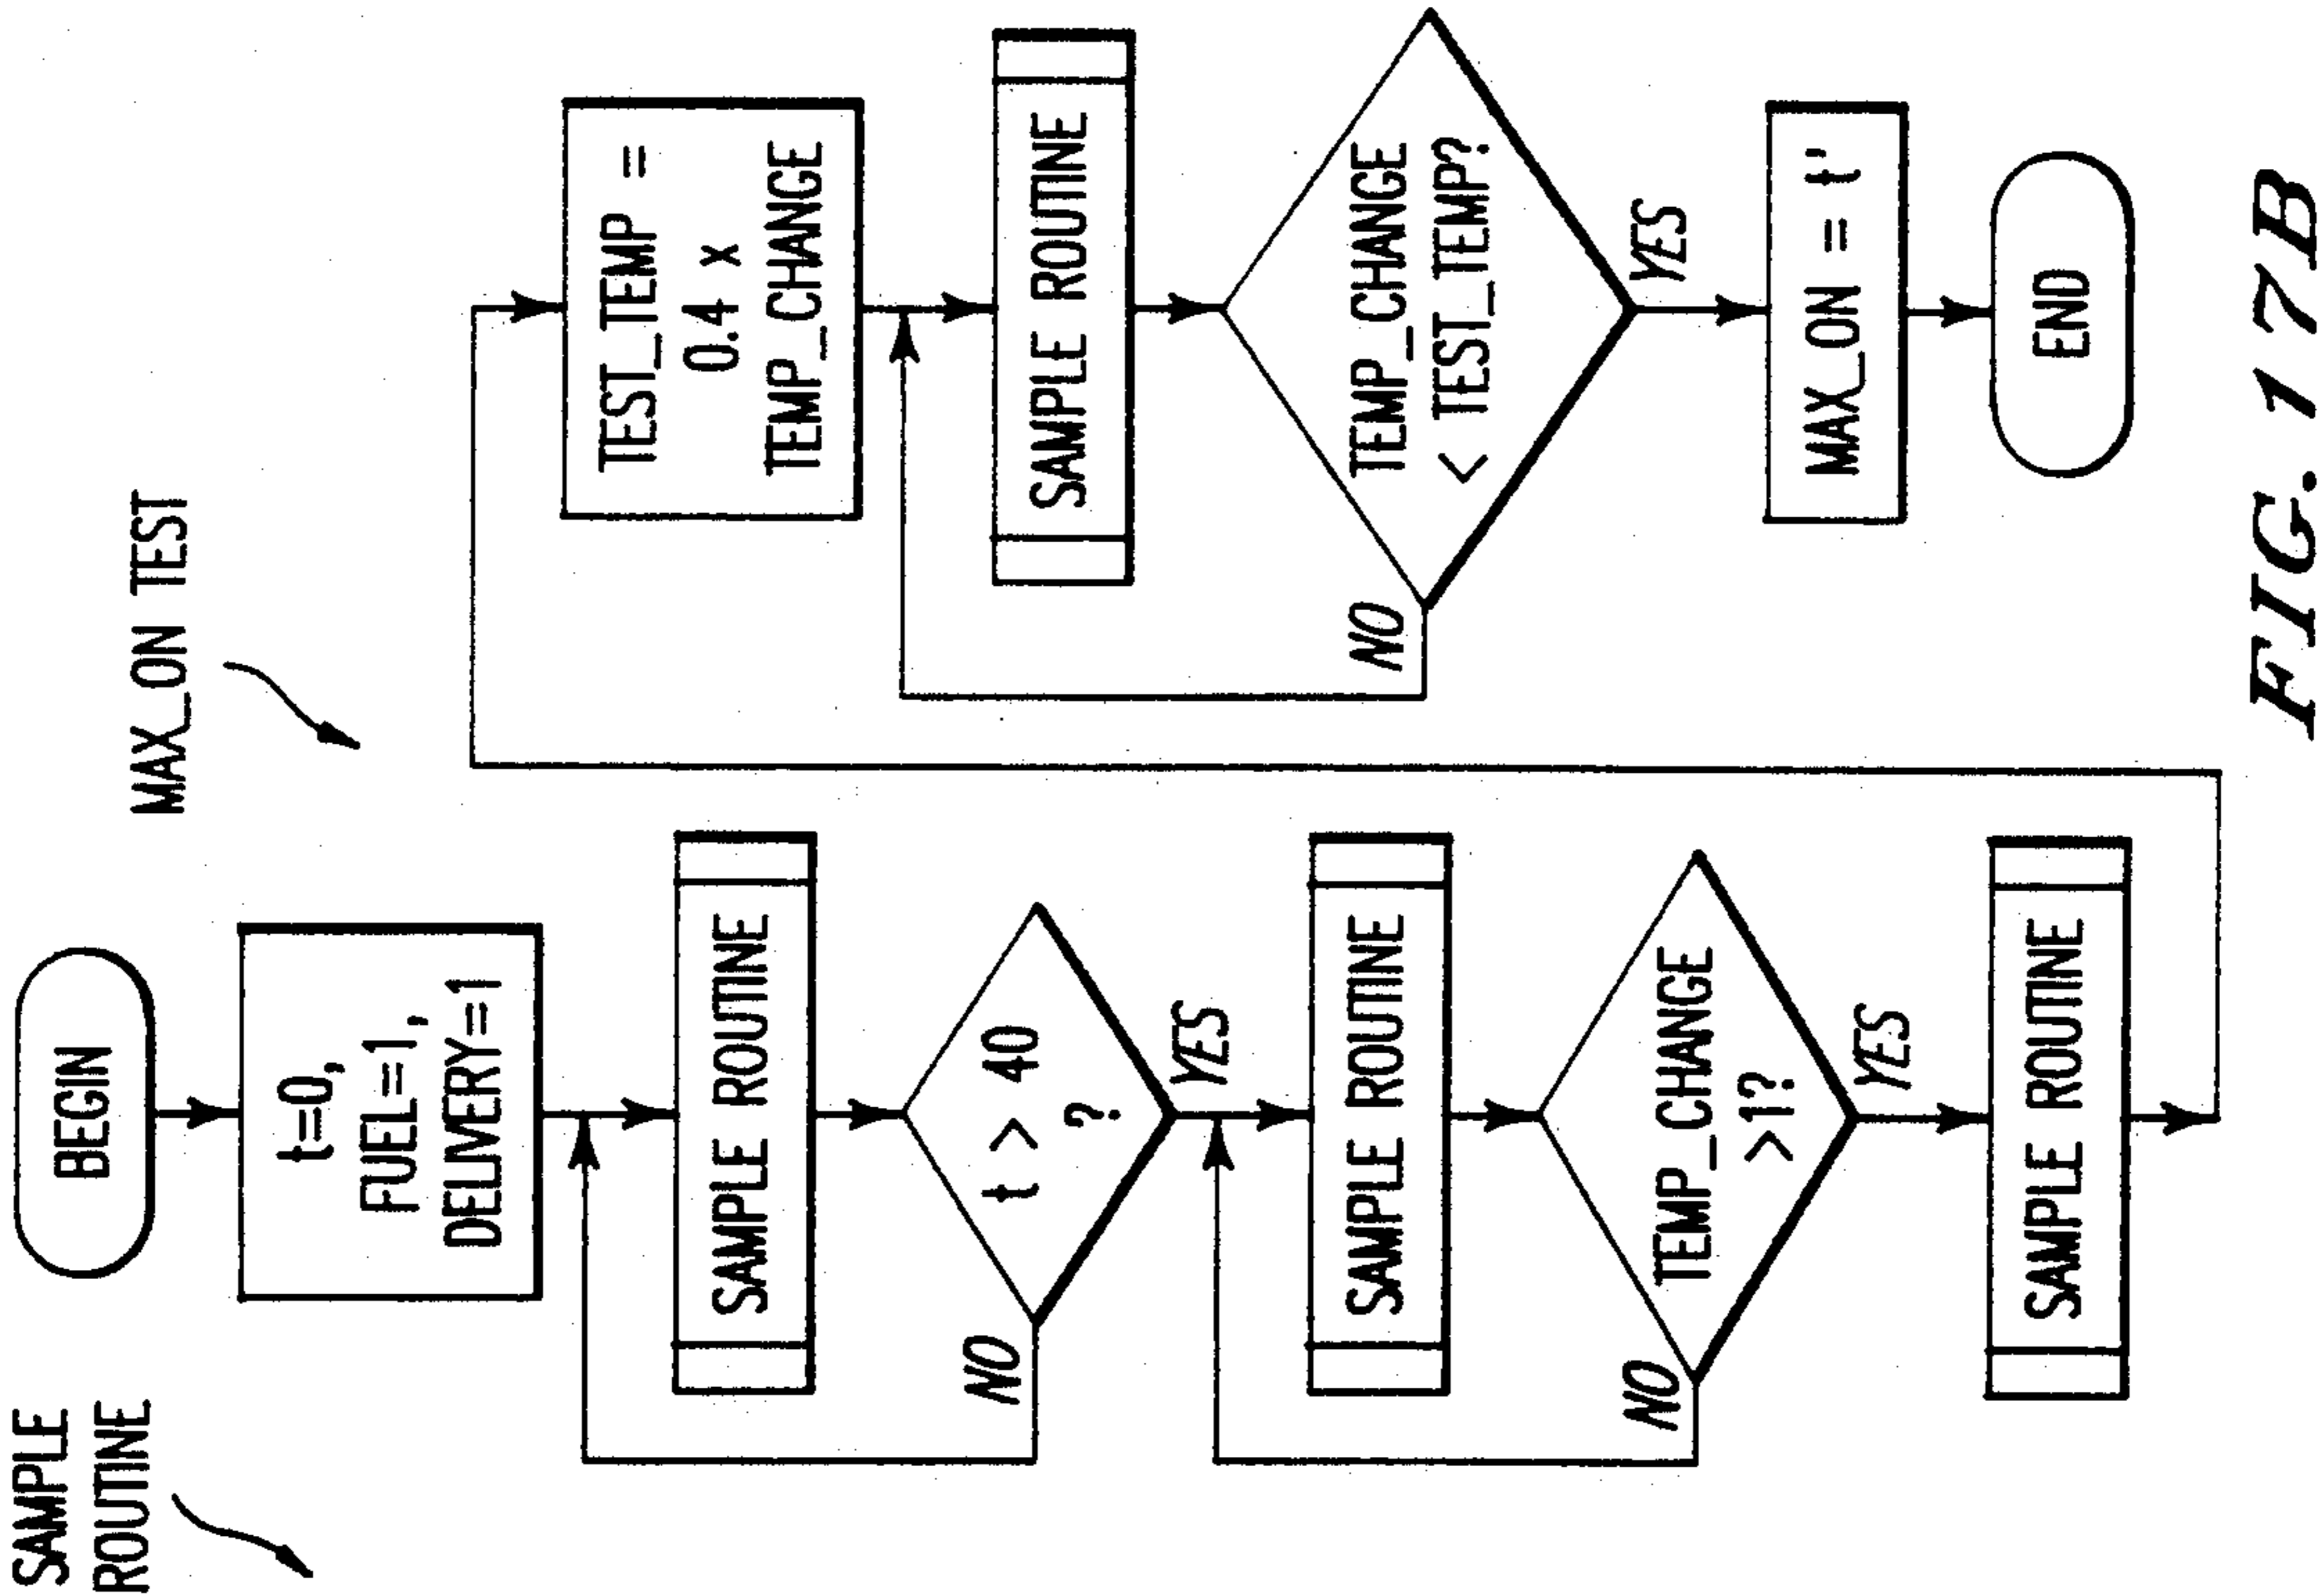 SAMPLE
ROUTINE
MAX_ON TEST
BEGIN
t=0,
FUEL=1,
DELIVERY=1
SAMPLE ROUTINE
t > 40
?
NO
YES
SAMPLE ROUTINE
TEMP_CHANGE
>1?
NO
YES
SAMPLE ROUTINE
TEST_TEMP =
0.4 x
TEMP_CHANGE
SAMPLE ROUTINE
TEMP_CHANGE
< TEST_TEMP?
NO
YES
MAX_ON = t'
END
FIG. 17B